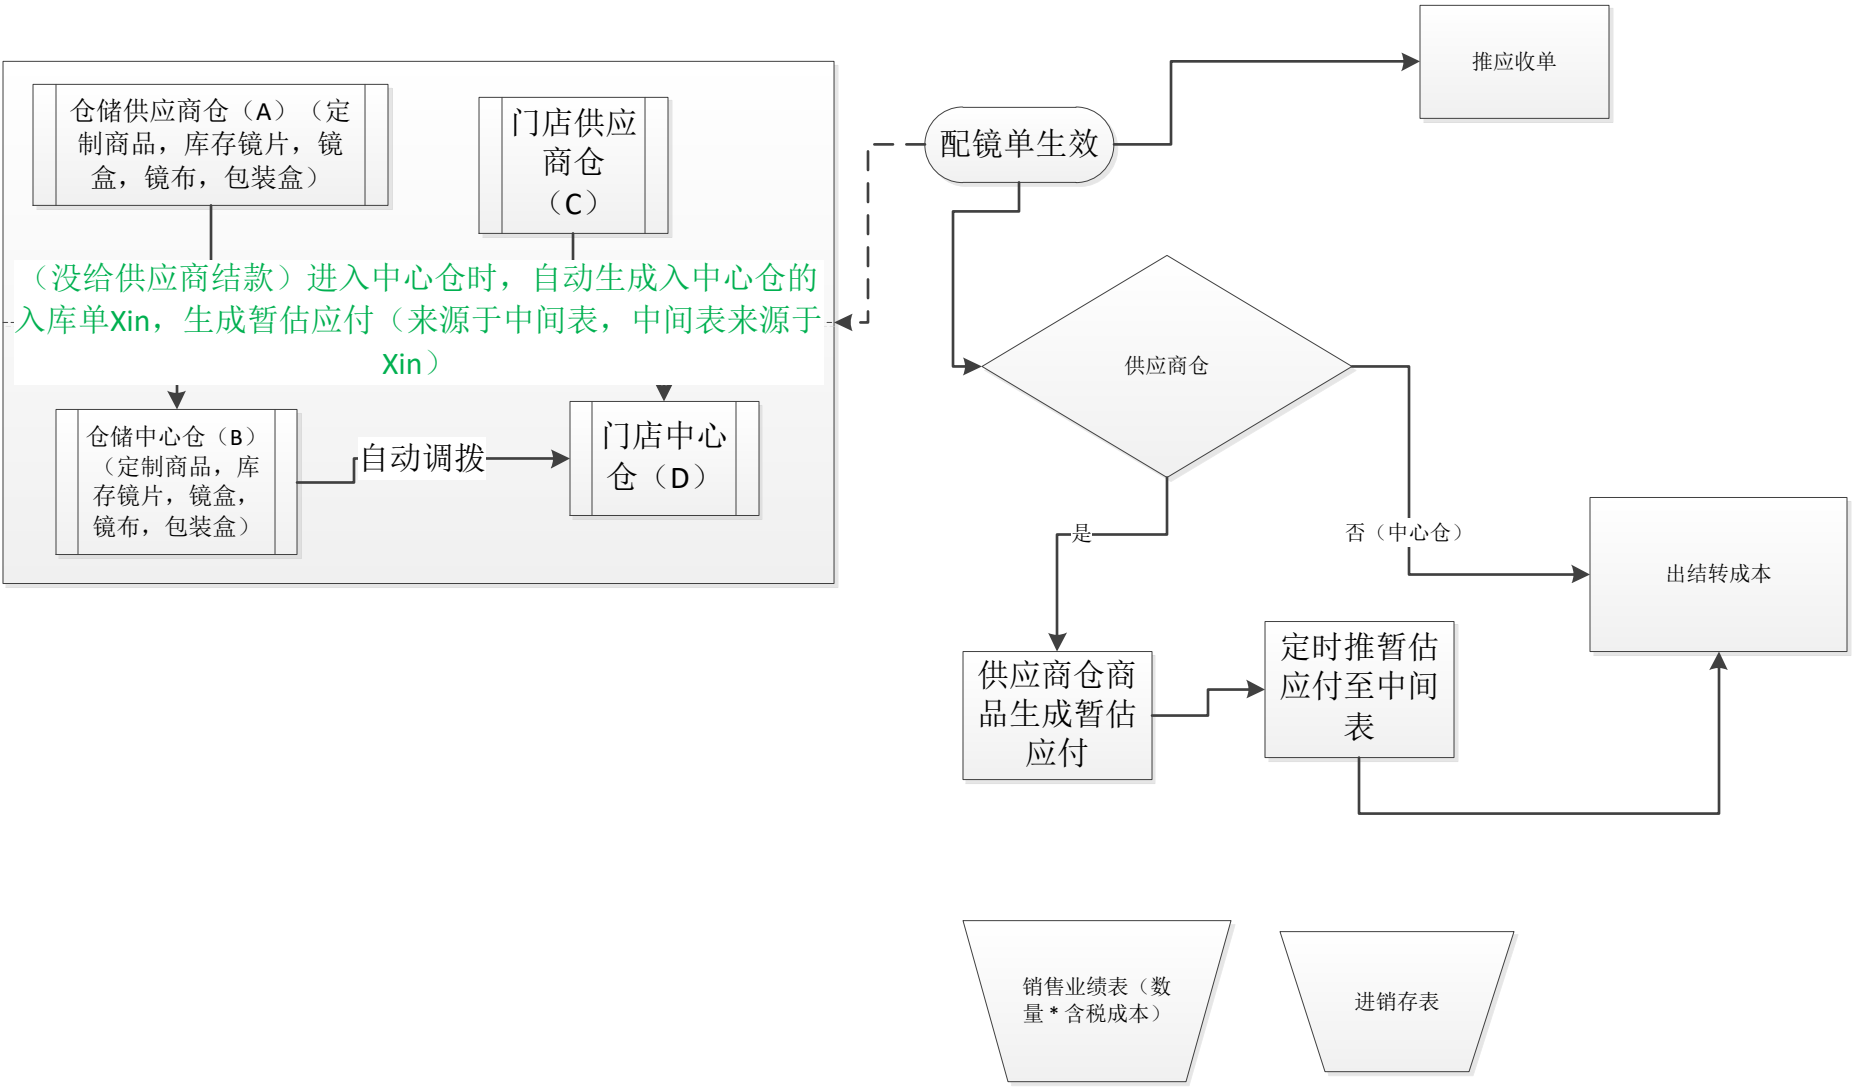 推应收单
仓储供应商仓（A）（定
制商品，库存镜片，镜
盒，镜布，包装盒）
门店供应
商仓
（C）
配镜单生效
（没给供应商结款）进入中心仓时，自动生成入中心仓的
入库单Xin，生成暂估应付（来源于中间表，中间表来源于
Xin）
供应商仓
仓储中心仓（B）
（定制商品，库
存镜片，镜盒，
镜布，包装盒）
自动调拨
门店中心
仓（D）
是
否（中心仓）
出结转成本
供应商仓商
品生成暂估
应付
定时推暂估
应付至中间
表
销售业绩表（数
量 * 含税成本）
进销存表